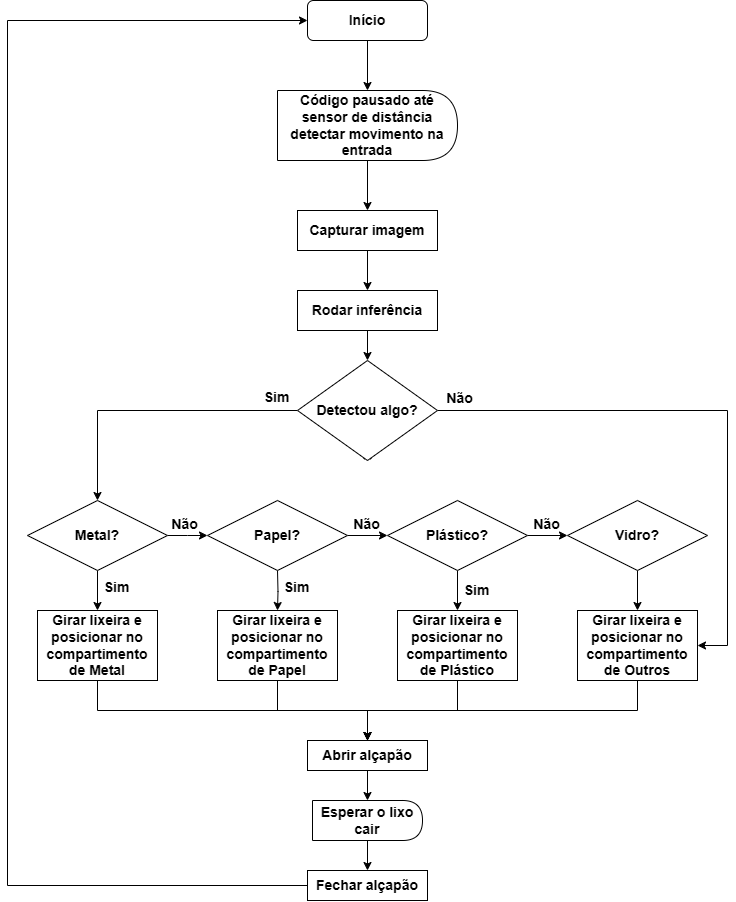 Início
Código pausado até
sensor de distância
detectar movimento na
entrada
Capturar imagem
Rodar inferência
Sim
Detectou algo?
Não
Metal?
Não
Papel?
Não
Plástico?
Não
Vidro?
Sim
Sim
Sim
Girar lixeira e
posicionar no
compartimento
de Metal
Girar lixeira e
posicionar no
compartimento
de Papel
Girar lixeira e
posicionar no
compartimento
de Plástico
Girar lixeira e
posicionar no
compartimento
de Outros
Abrir alçapão
Esperar o lixo
cair
Fechar alçapão